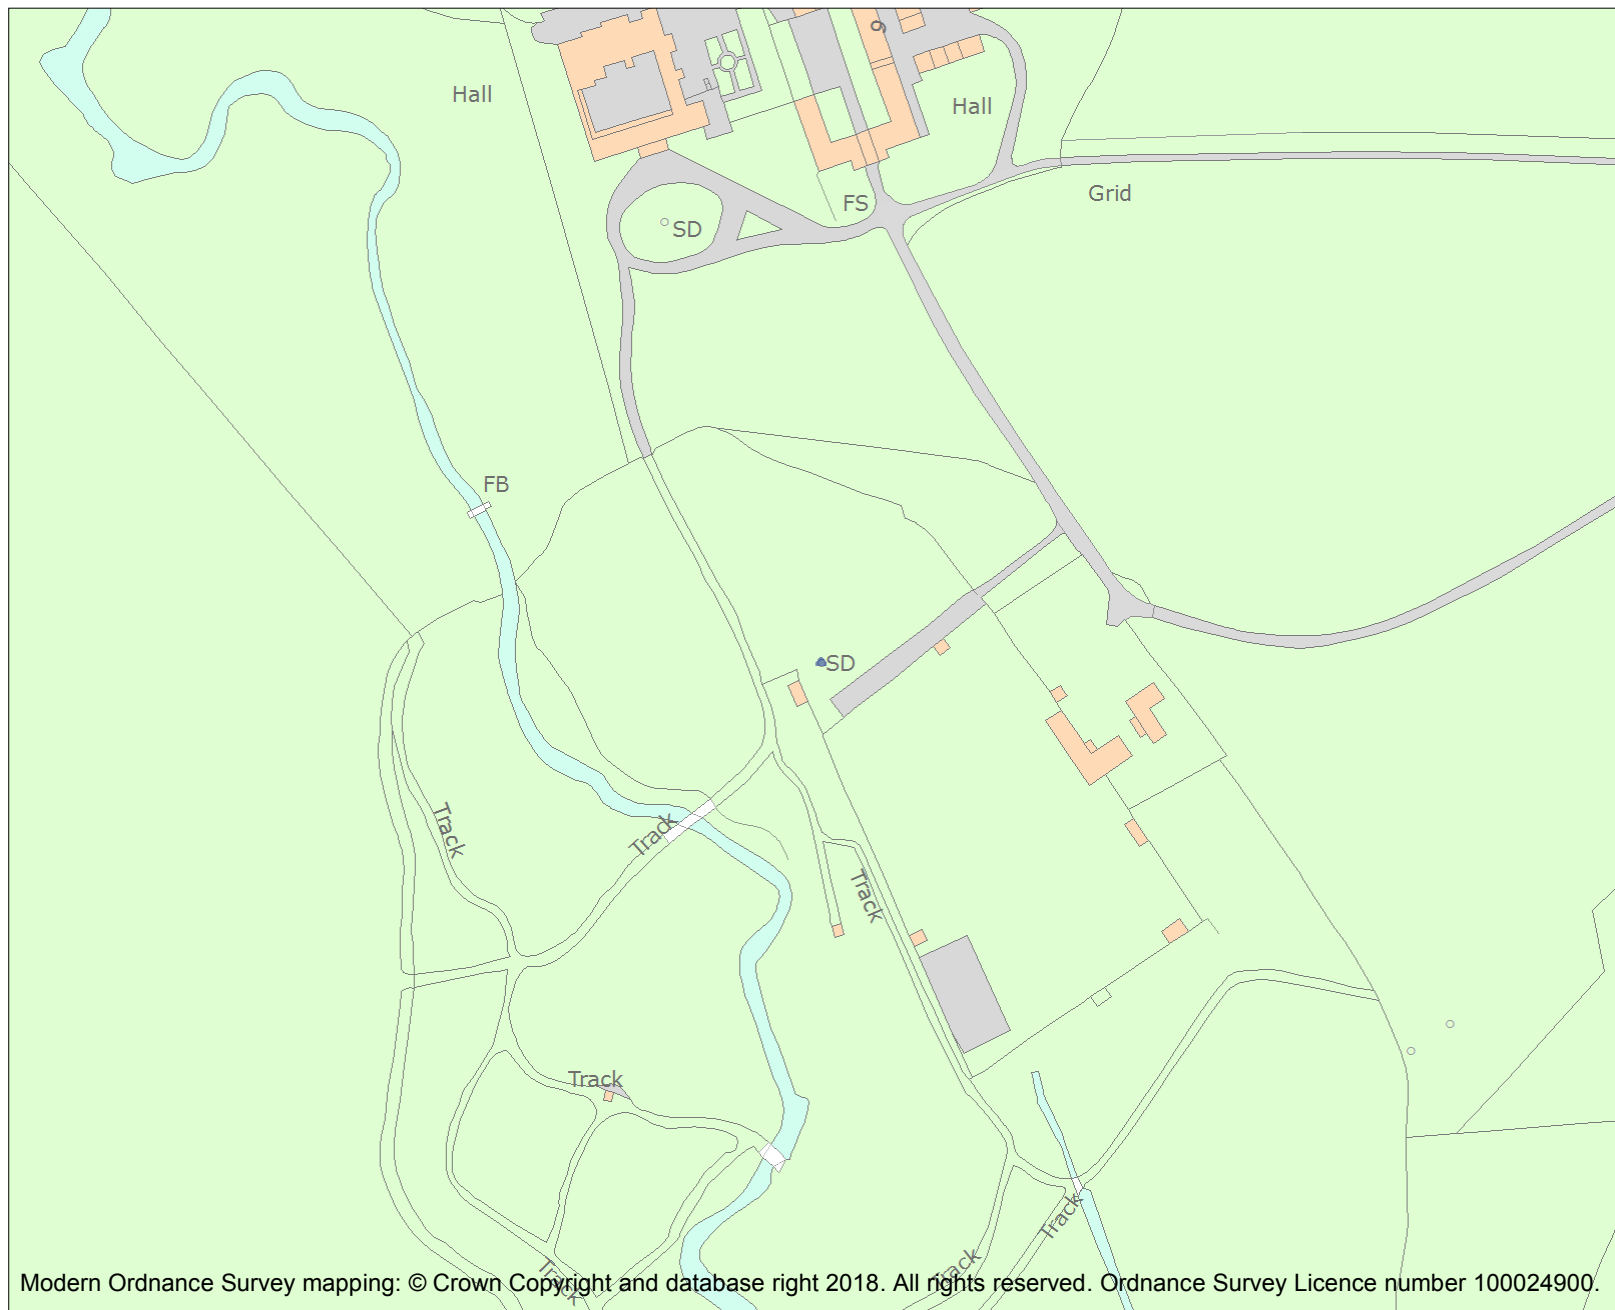 6
Hall
Hall
Grid
FS
SD
FB
SD
Track
Track
Track
Track
Track
Track
Track
Modern Ordnance Survey mapping: © Crown Copyright and database right 2018. All rights reserved. Ordnance Survey Licence number 100024900.